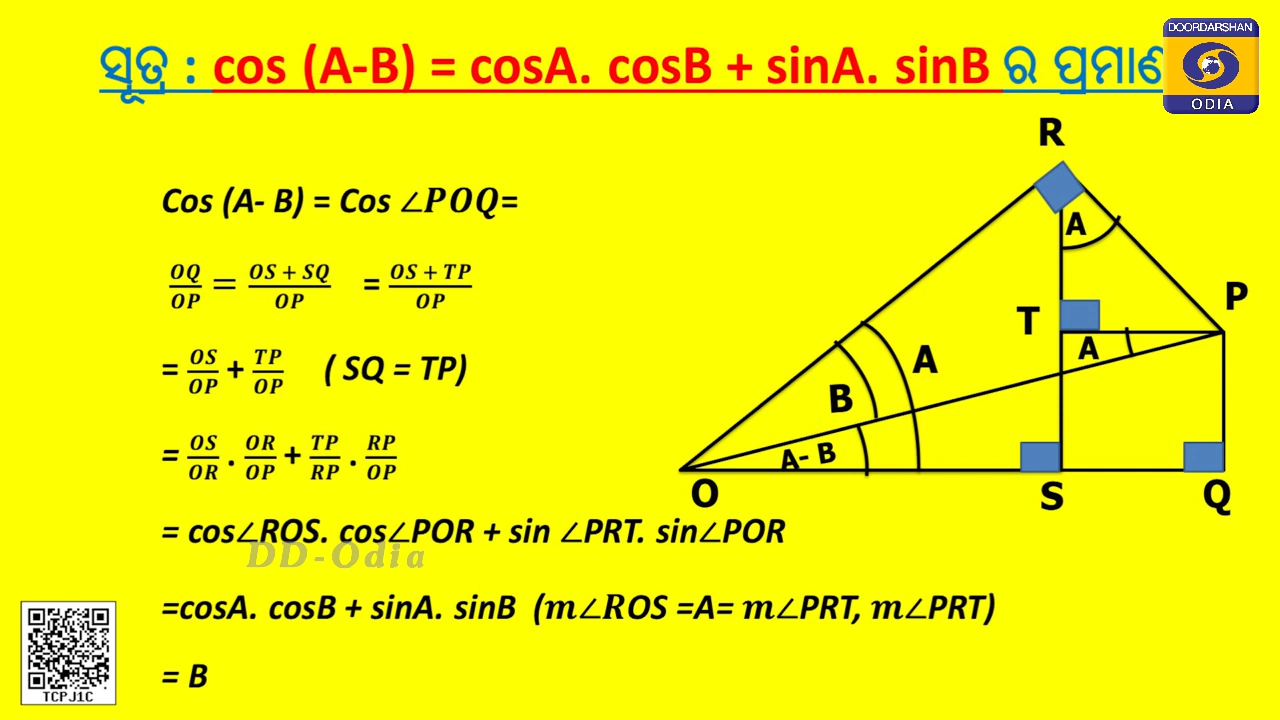 ସୂତ୍ର : cos (A-B) = cosA. cosB + sinA. sinB ର ପ୍ରମାଣ
DOORDARSHAN
ODIA
Cos (A- B) = Cos ∠POQ=
OQ/OP = (OS + SQ)/OP = (OS + TP)/OP
= OS/OP + TP/OP ( SQ = TP)
= OS/OR . OR/OP + TP/RP . RP/OP
= cos∠ROS. cos∠POR + sin ∠PRT. sin∠POR
DD-Odia
=cosA. cosB + sinA. sinB (m∠ROS =A= m∠PRT, m∠PRT)
= B
R
A
P
T
A
A
B
A- B
O
S
Q
TCPJ1C